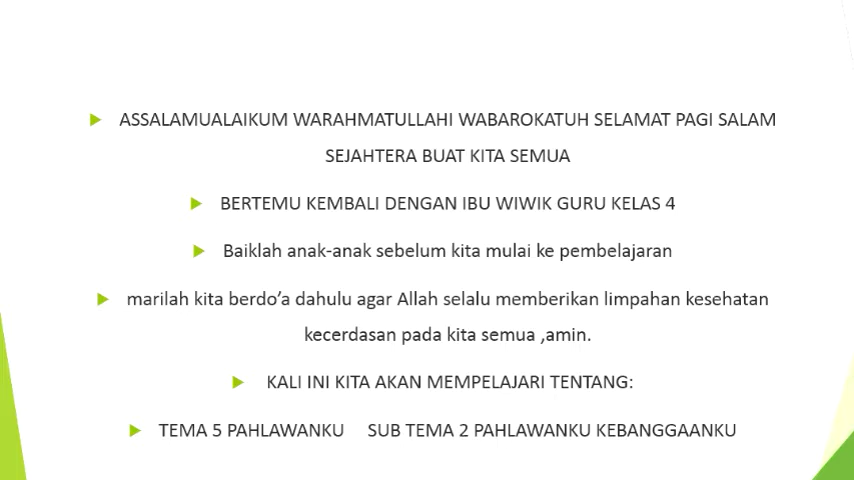 ASSALAMUALAIKUM WARAHMATULLAHI WABAROKATUH SELAMAT PAGI SALAM
SEJAHTERA BUAT KITA SEMUA
BERTEMU KEMBALI DENGAN IBU WIWIK GURU KELAS 4
Baiklah anak-anak sebelum kita mulai ke pembelajaran
marilah kita berdo’a dahulu agar Allah selalu memberikan limpahan kesehatan
kecerdasan pada kita semua ,amin.
KALI INI KITA AKAN MEMPELAJARI TENTANG:
TEMA 5 PAHLAWANKU SUB TEMA 2 PAHLAWANKU KEBANGGAANKU